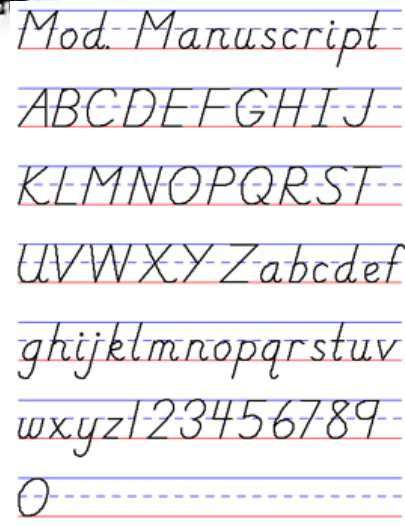 Mod. Manuscript
ABCDEFGHIJ
KLMNOPQRST
UVWXYZabcdef
ghijklmnopqrstuv
wxyz123456789
0